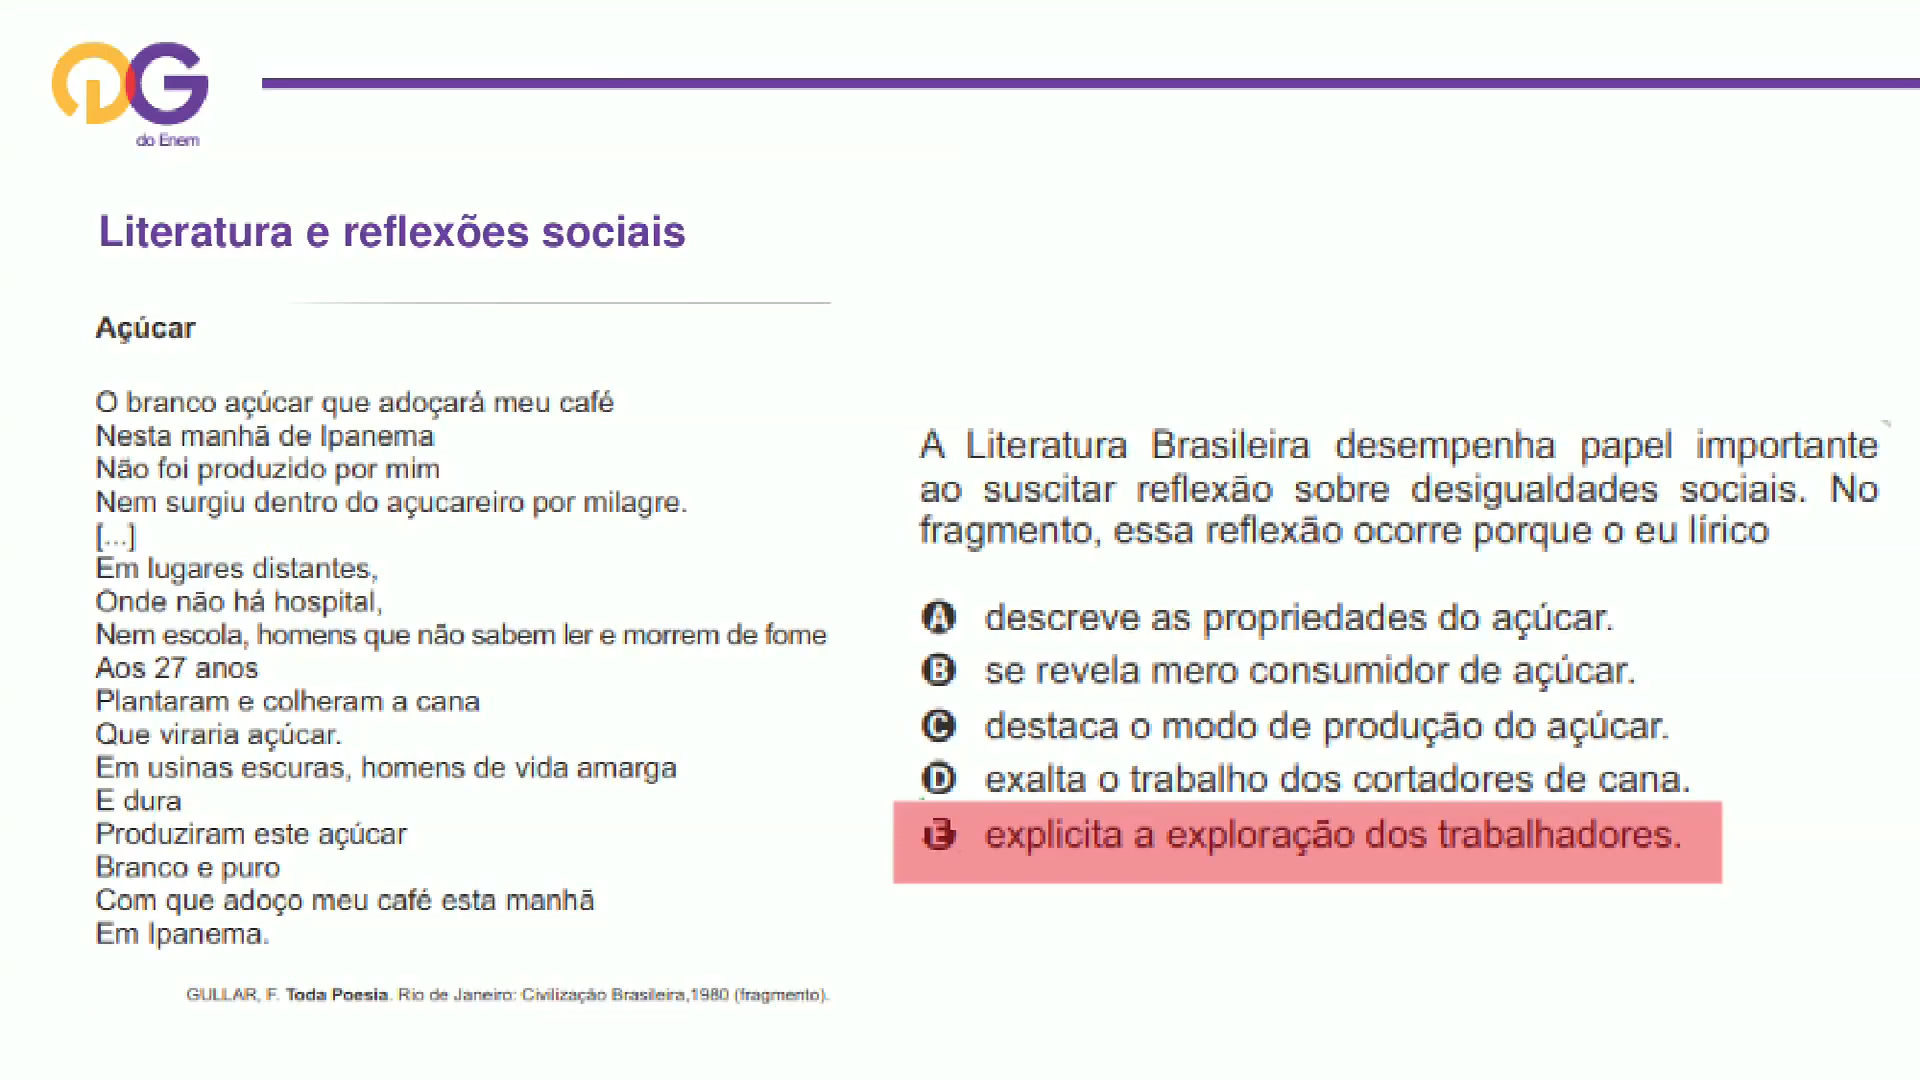 QG
do Enem
Literatura e reflexões sociais
Açúcar
O branco açúcar que adoçará meu café
Nesta manhã de Ipanema
Não foi produzido por mim
Nem surgiu dentro do açucareiro por milagre.
[...]
Em lugares distantes,
Onde não há hospital,
Nem escola, homens que não sabem ler e morrem de fome
Aos 27 anos
Plantaram e colheram a cana
Que viraria açúcar.
Em usinas escuras, homens de vida amarga
E dura
Produziram este açúcar
Branco e puro
Com que adoço meu café esta manhã
Em Ipanema.
GULLAR, F. Toda Poesia. Rio de Janeiro: Civilização Brasileira,1980 (fragmento).
A Literatura Brasileira desempenha papel importante
ao suscitar reflexão sobre desigualdades sociais. No
fragmento, essa reflexão ocorre porque o eu lírico
A descreve as propriedades do açúcar.
B se revela mero consumidor de açúcar.
C destaca o modo de produção do açúcar.
D exalta o trabalho dos cortadores de cana.
E explicita a exploração dos trabalhadores.